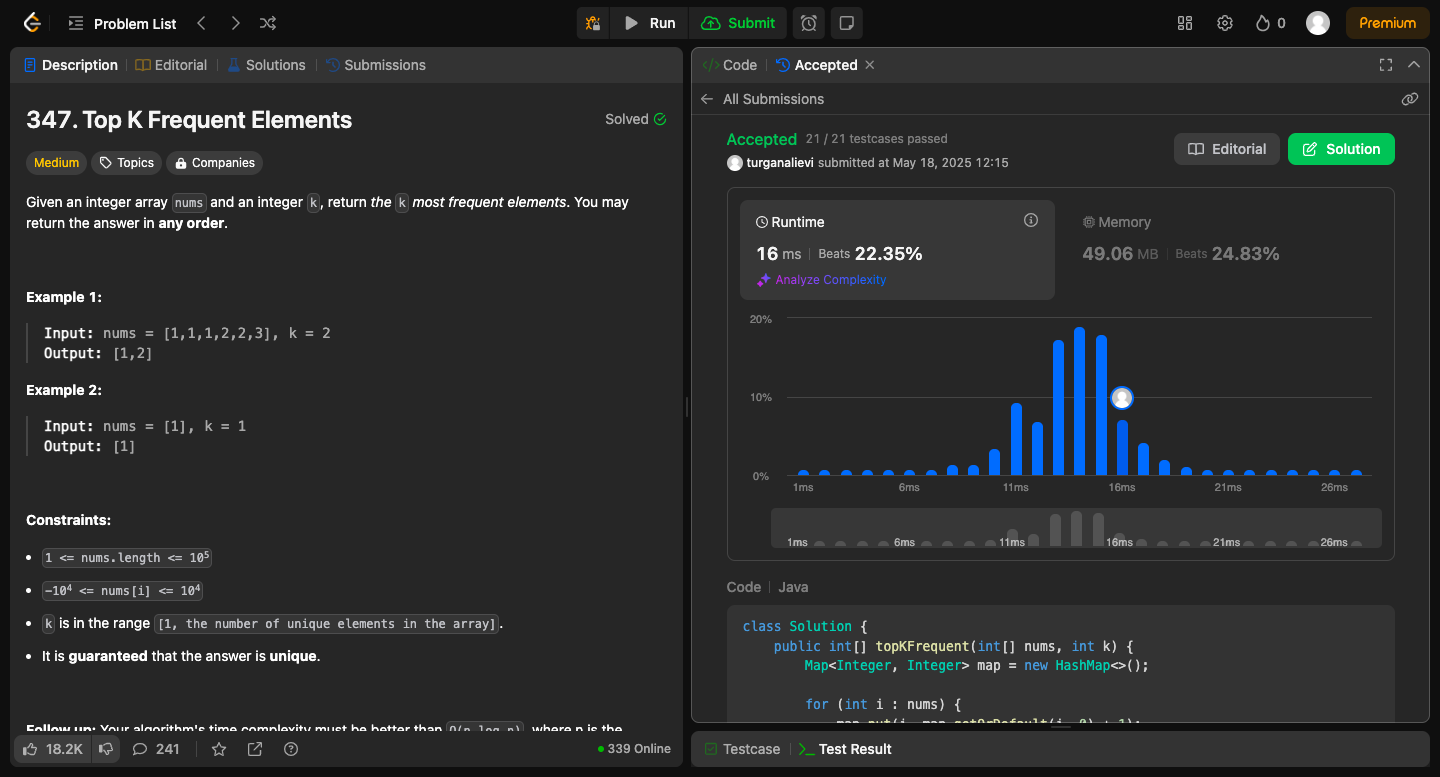 Problem List
Run
Submit
0
Premium
Description
Editorial
Solutions
Submissions
347. Top K Frequent Elements
Solved
Medium
Topics
Companies
Given an integer array nums and an integer k, return the k most frequent elements. You may
return the answer in any order.
Example 1:
Input: nums = [1,1,1,2,2,3], k = 2
Output: [1,2]
Example 2:
Input: nums = [1], k = 1
Output: [1]
Constraints:
• 1 <= nums.length <= 10⁵
• -10⁴ <= nums[i] <= 10⁴
• k is in the range [1, the number of unique elements in the array].
• It is guaranteed that the answer is unique.
Follow up: Your algorithm's time complexity must be better than O(n log n), where n is the
18.2K
241
339 Online
Code
Accepted
All Submissions
Accepted 21 / 21 testcases passed
turganalievi submitted at May 18, 2025 12:15
Editorial
Solution
Runtime
16 ms Beats 22.35%
Analyze Complexity
Memory
49.06 MB Beats 24.83%
20%
10%
0%
1ms 6ms 11ms 16ms 21ms 26ms
1ms 6ms 11ms 16ms 21ms 26ms
Code Java
class Solution {
public int[] topKFrequent(int[] nums, int k) {
Map<Integer, Integer> map = new HashMap<>();
for (int i : nums) {
map.put(i, map.getOrDefault(i, 0) + 1);
Testcase
Test Result